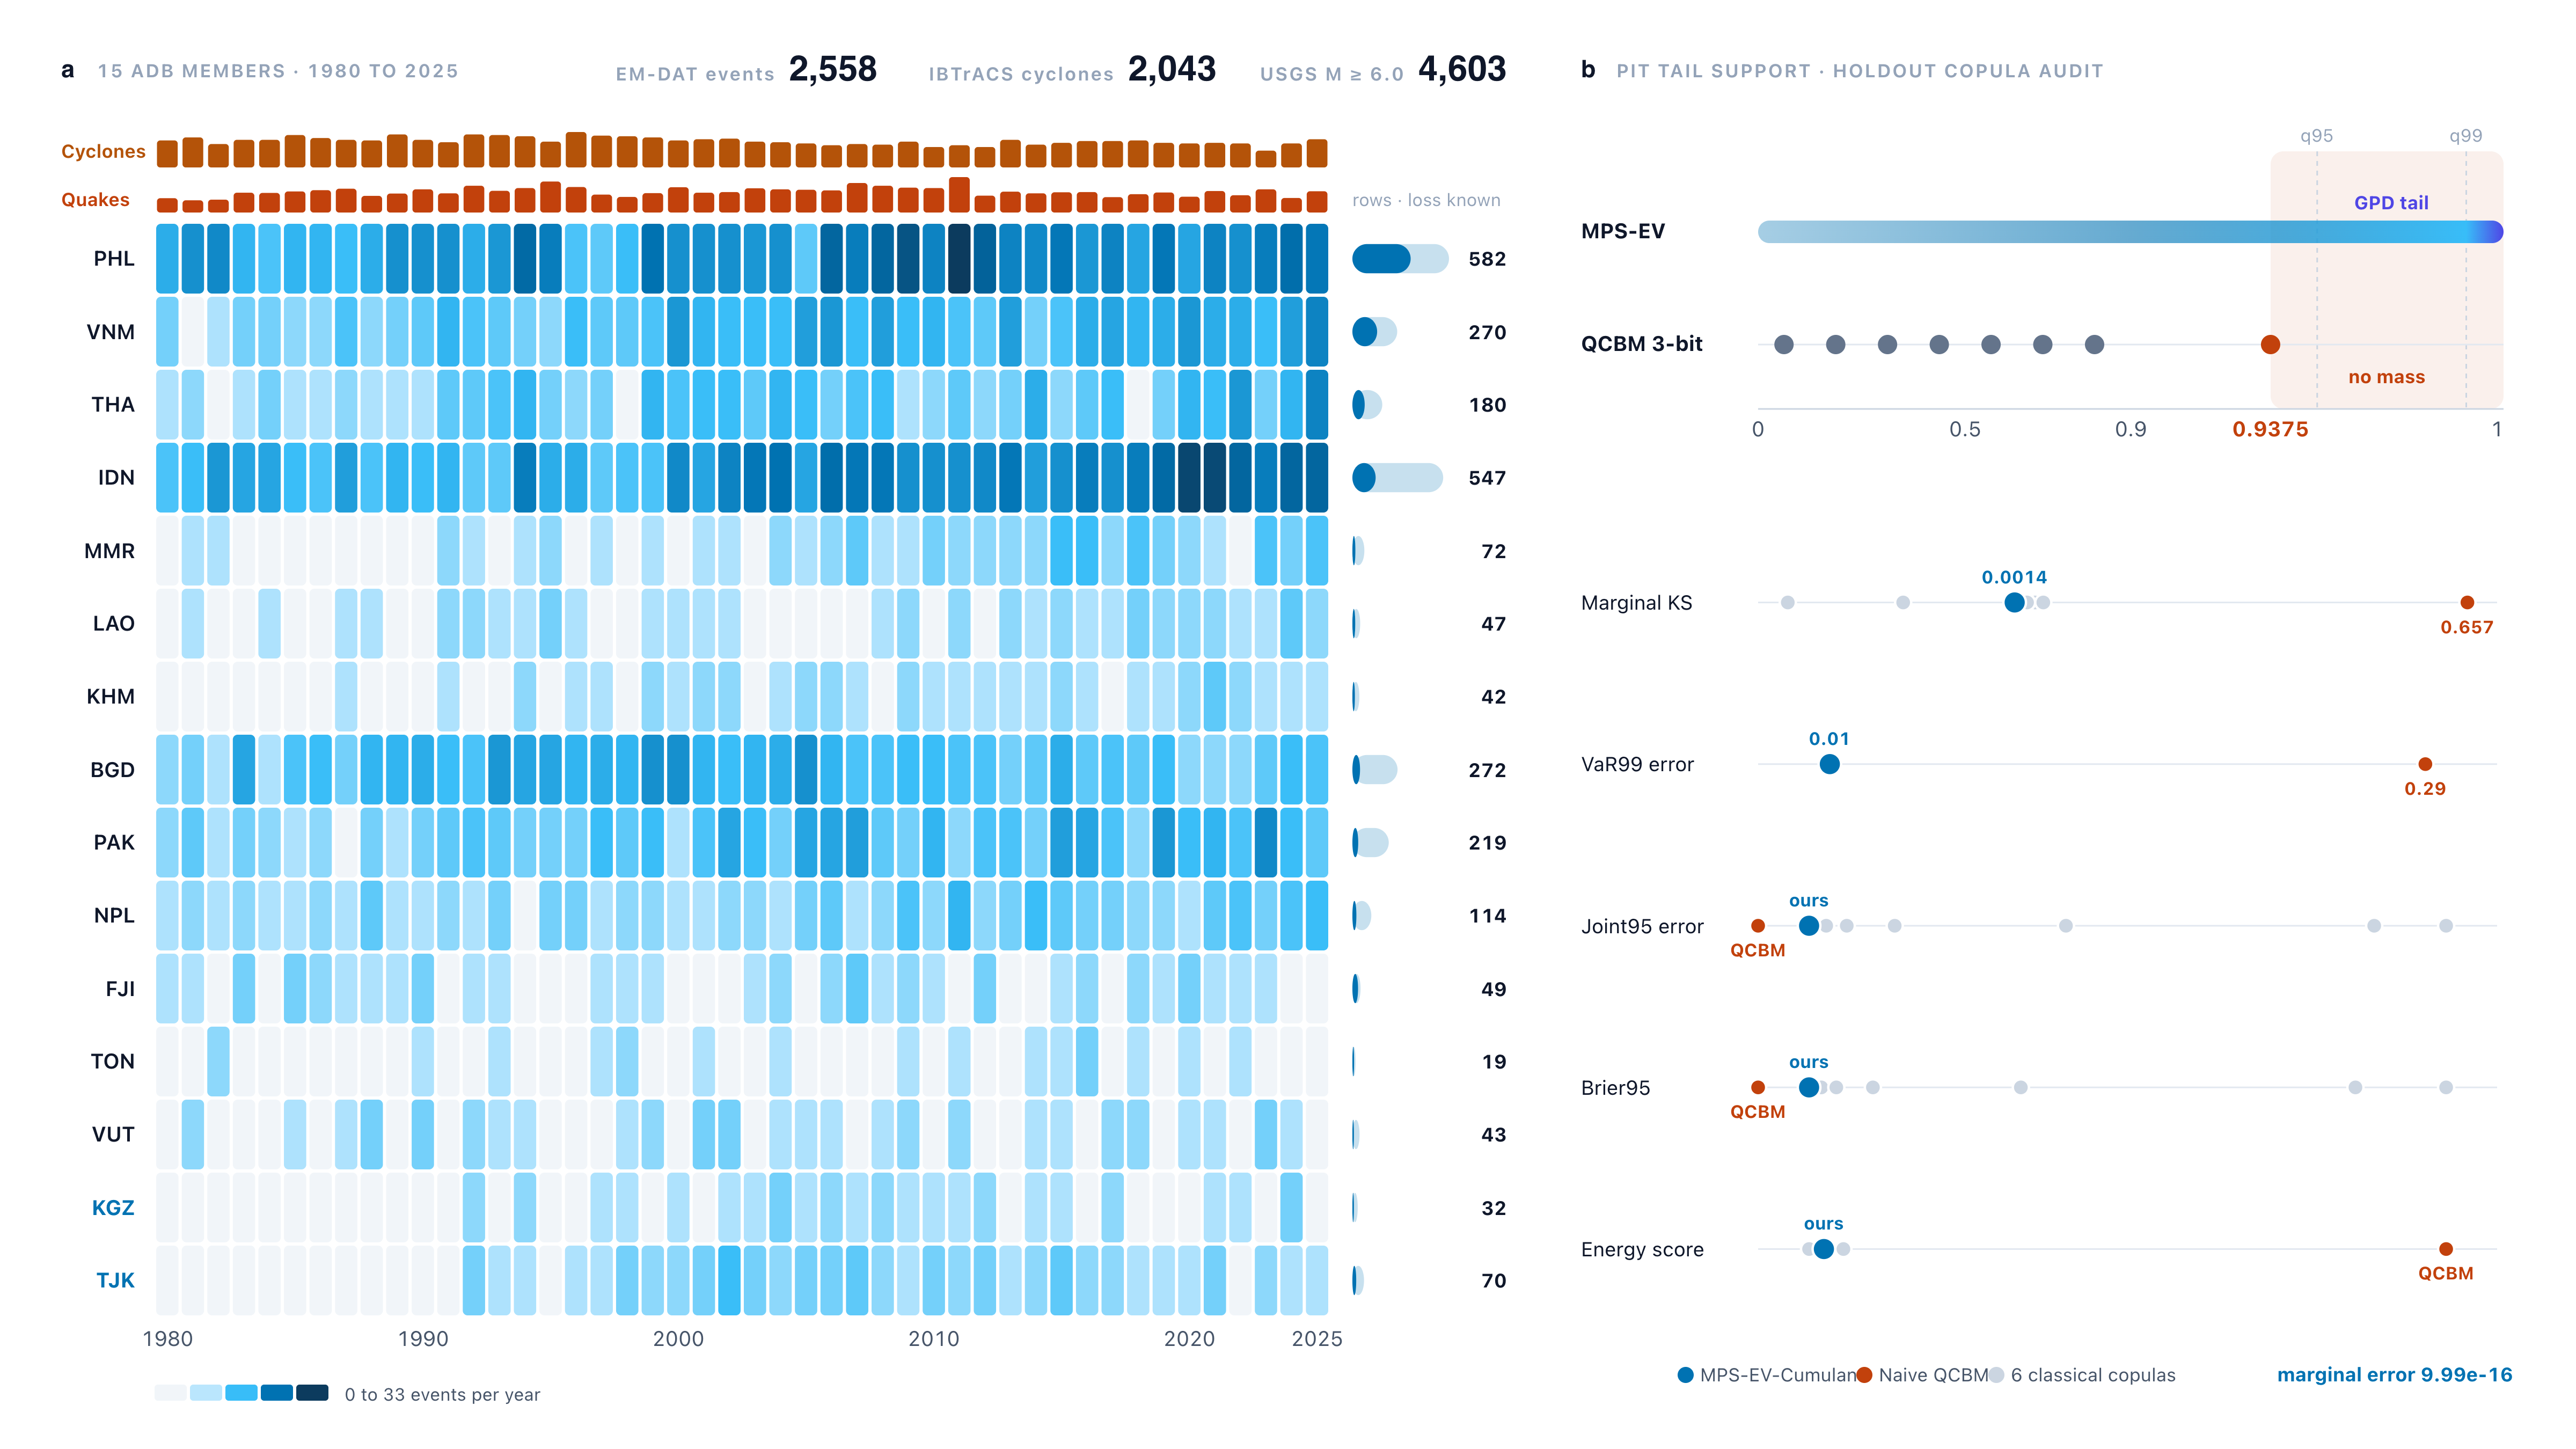 a 15 ADB MEMBERS · 1980 TO 2025 EM-DAT events 2,558 IBTrACS cyclones 2,043 USGS M ≥ 6.0 4,603
Cyclones
Quakes
rows · loss known
PHL 582
VNM 270
THA 180
IDN 547
MMR 72
LAO 47
KHM 42
BGD 272
PAK 219
NPL 114
FJI 49
TON 19
VUT 43
KGZ 32
TJK 70
1980 1990 2000 2010 2020 2025
0 to 33 events per year
b PIT TAIL SUPPORT · HOLDOUT COPULA AUDIT
q95 q99
GPD tail
MPS-EV
QCBM 3-bit
no mass
0 0.5 0.9 0.9375 1
0.0014
Marginal KS
0.657
0.01
VaR99 error
0.29
ours
Joint95 error
QCBM
ours
Brier95
QCBM
ours
Energy score
QCBM
MPS-EV-Cumulan Naive QCBM 6 classical copulas marginal error 9.99e-16